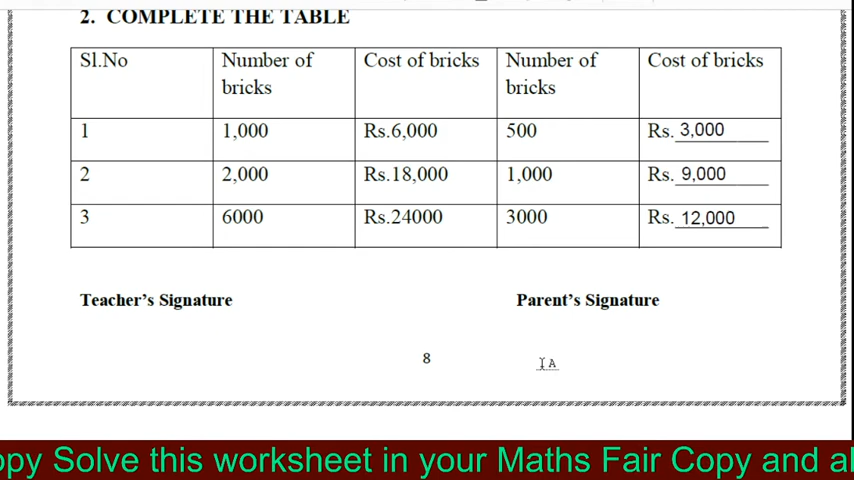 2. COMPLETE THE TABLE
Sl.No Number of bricks Cost of bricks Number of bricks Cost of bricks
1 1,000 Rs.6,000 500 Rs. 3,000
2 2,000 Rs.18,000 1,000 Rs. 9,000
3 6000 Rs.24000 3000 Rs. 12,000
Teacher's Signature Parent's Signature
8
A
opy Solve this worksheet in your Maths Fair Copy and al